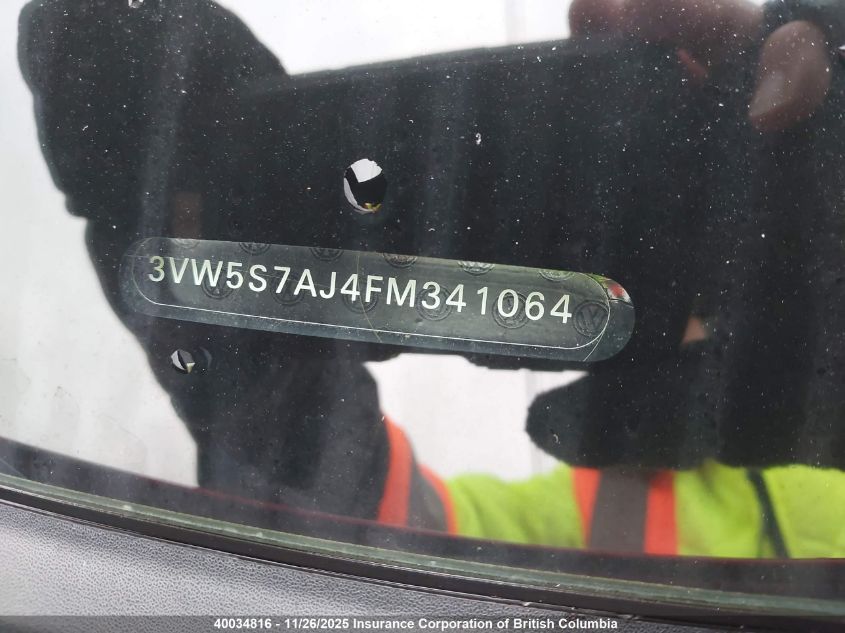 3VW5S7AJ4FM341064
40034816 - 11/26/2025 Insurance Corporation of British Columbia